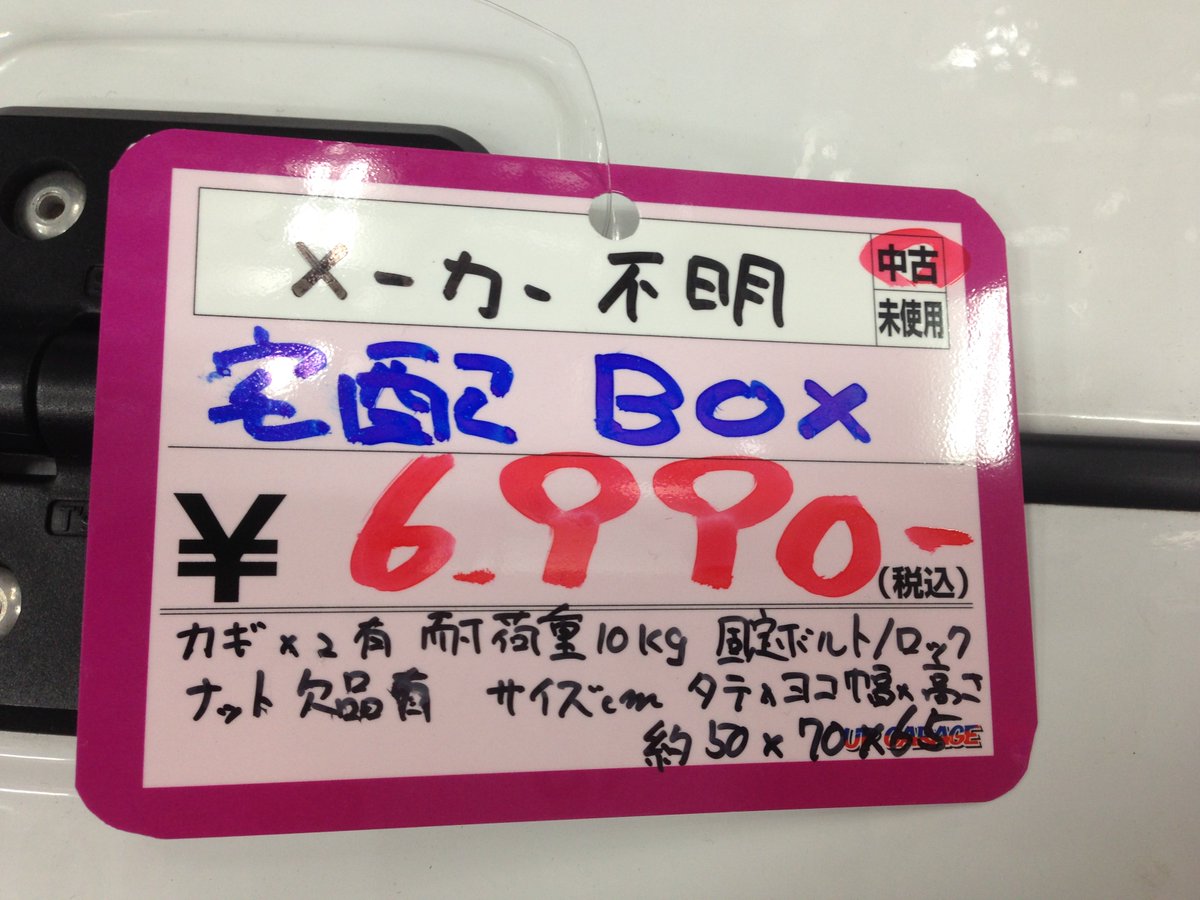 メーカー不明
中古
未使用
宅配 BOX
¥6.990-
(税込)
カギ×2有 耐荷重10kg 固定ボルト/ロック
ナット欠品有 サイズcm タテ×ヨコ幅×高さ
約50×70×65
UP GARAGE